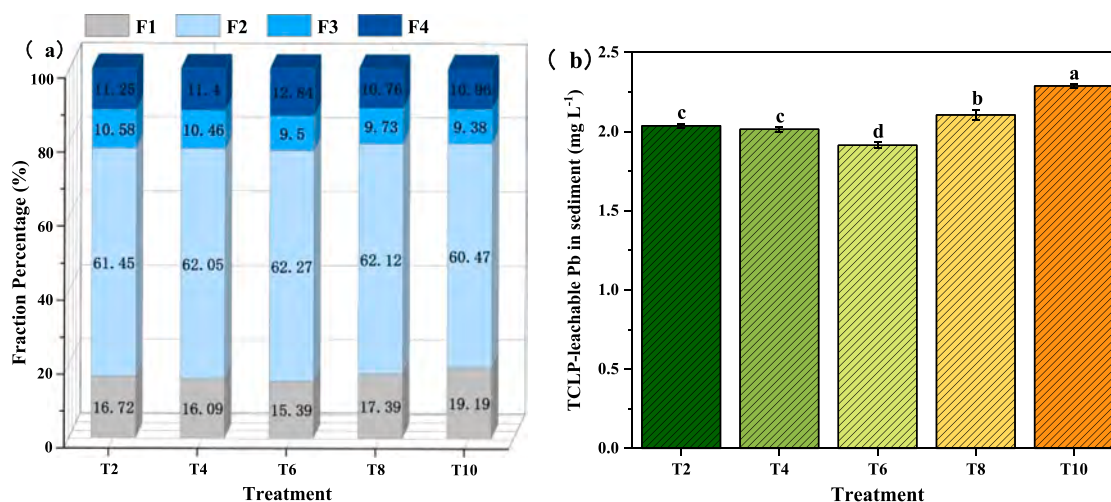 F1 F2 F3 F4
( a)
Fraction Percentage (%)
100
80
60
40
20
0
11.25 11.4 12.84 10.76 10.96
10.58 10.46 9.5 9.73 9.38
61.45 62.05 62.27 62.12 60.47
16.72 16.09 15.39 17.39 19.19
T2 T4 T6 T8 T10
Treatment
( b)
TCLP-leachable Pb in sediment (mg L⁻¹)
2.5
2.0
1.5
1.0
0.5
0.0
c c d b a
T2 T4 T6 T8 T10
Treatment